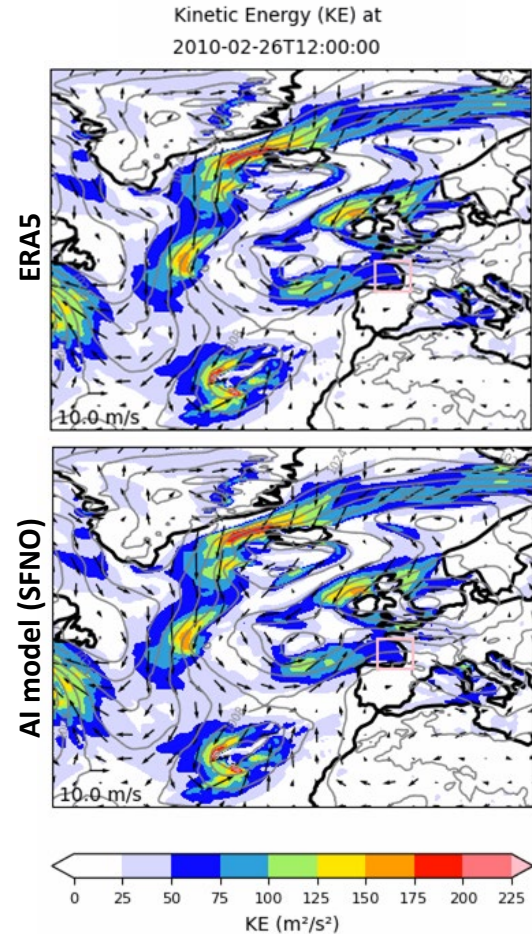 Kinetic Energy (KE) at
2010-02-26T12:00:00
ERA5
10.0 m/s
AI model (SFNO)
1024
10.0 m/s
0 25 50 75 100 125 150 175 200 225
KE (m²/s²)